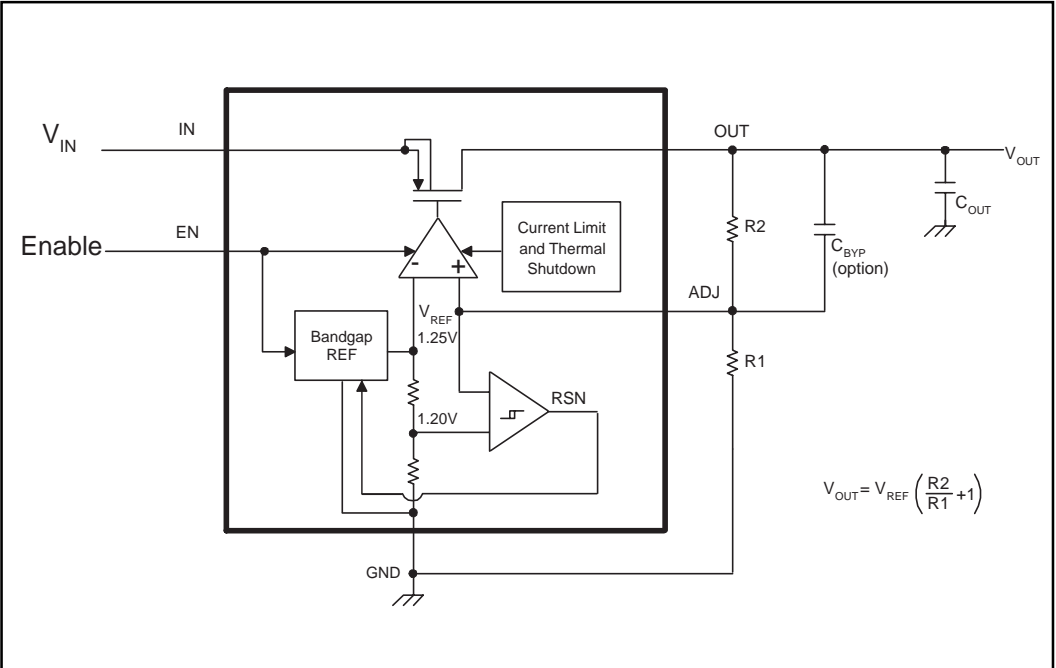 V_IN
IN
OUT
V_OUT
C_OUT
Enable
EN
Current Limit
and Thermal
Shutdown
R2
C_BYP
(option)
-
+
ADJ
V_REF
1.25V
Bandgap
REF
R1
RSN
1.20V
V_OUT = V_REF (R2/R1 +1)
GND